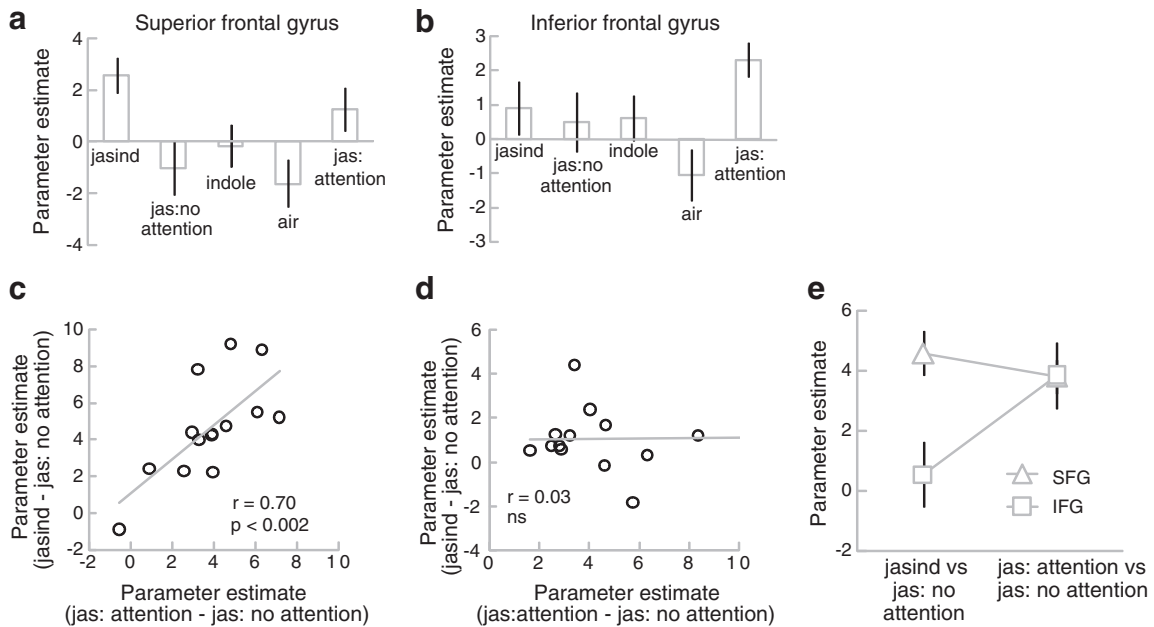 a
Superior frontal gyrus
Parameter estimate
4
2
0
-2
-4
jasind
jas:no
attention
indole
air
jas:
attention
b
Inferior frontal gyrus
Parameter estimate
3
2
1
0
-1
-2
-3
jasind
jas:no
attention
indole
air
jas:
attention
c
Parameter estimate
(jasind - jas: no attention)
10
8
6
4
2
0
-2
r = 0.70
p < 0.002
-2 0 2 4 6 8 10
Parameter estimate
(jas: attention - jas: no attention)
d
Parameter estimate
(jasind - jas: no attention)
6
4
2
0
-2
-4
r = 0.03
ns
0 2 4 6 8 10
Parameter estimate
(jas:attention - jas: no attention)
e
Parameter estimate
6
4
2
0
-2
SFG
IFG
jasind vs
jas: no
attention
jas: attention vs
jas: no attention